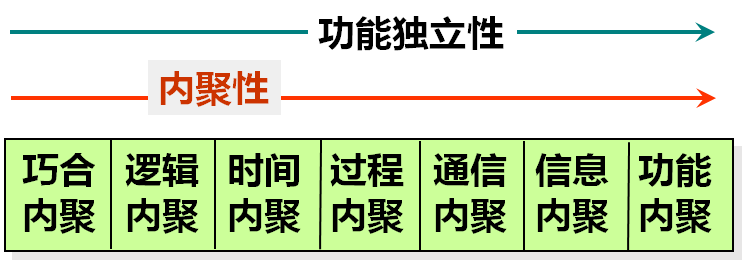 功能独立性
内聚性
巧合 逻辑 时间 过程 通信 信息 功能
内聚 内聚 内聚 内聚 内聚 内聚 内聚